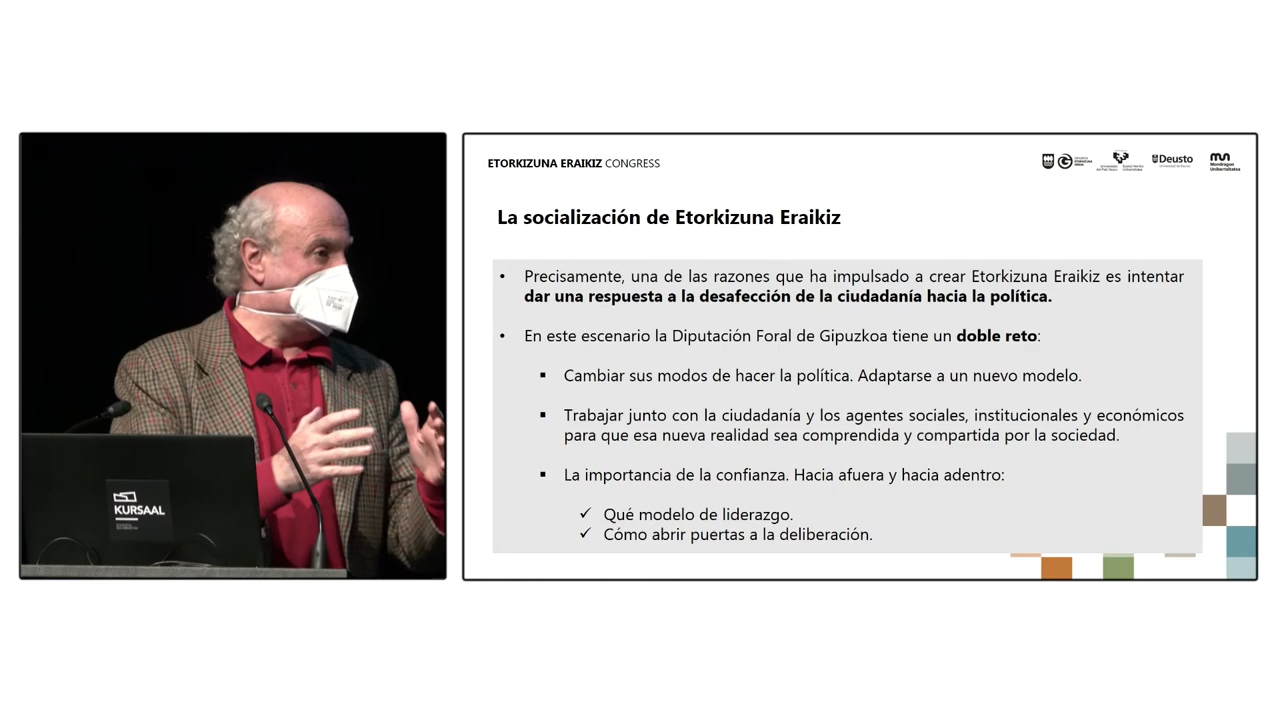 ETORKIZUNA ERAIKIZ CONGRESS
Deusto
Mondragon
Unibertsitatea
La socialización de Etorkizuna Eraikiz
• Precisamente, una de las razones que ha impulsado a crear Etorkizuna Eraikiz es intentar
dar una respuesta a la desafección de la ciudadanía hacia la política.
• En este escenario la Diputación Foral de Gipuzkoa tiene un doble reto:
▪ Cambiar sus modos de hacer la política. Adaptarse a un nuevo modelo.
▪ Trabajar junto con la ciudadanía y los agentes sociales, institucionales y económicos
para que esa nueva realidad sea comprendida y compartida por la sociedad.
▪ La importancia de la confianza. Hacia afuera y hacia adentro:
✓ Qué modelo de liderazgo.
✓ Cómo abrir puertas a la deliberación.
KURSAAL